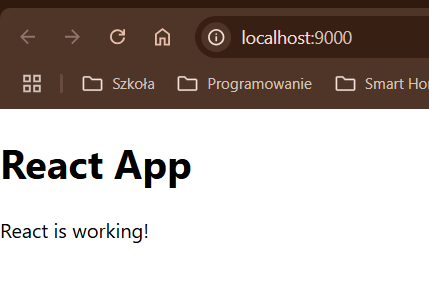 localhost:9000
Szkoła Programowanie Smart Ho
React App
React is working!